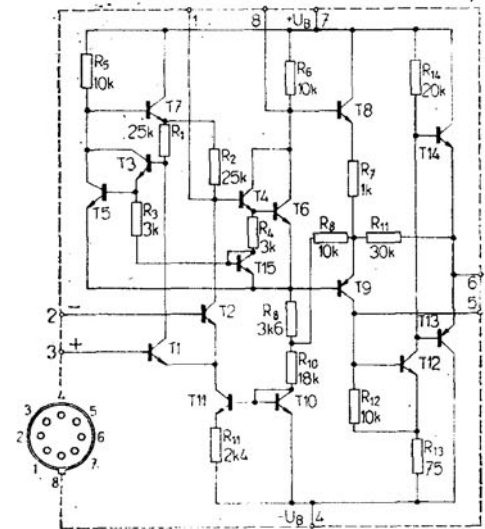 1 8 +UB 7
R5 10k
R6 10k
R14 20k
T7
T8
25k R1
T14
T3
R2 25k
R7 1k
T5
T4 T6
R3 3k
R4 3k
R8 10k
R11 30k
T15
6
T9
5
2 −
T2
R8 3k6
T13
3 +
T1
T12
R10 18k
4
T11
T10
R12 10k
3 5
2 6
R11 2k4
R13 75
1 7
8
-UB 4